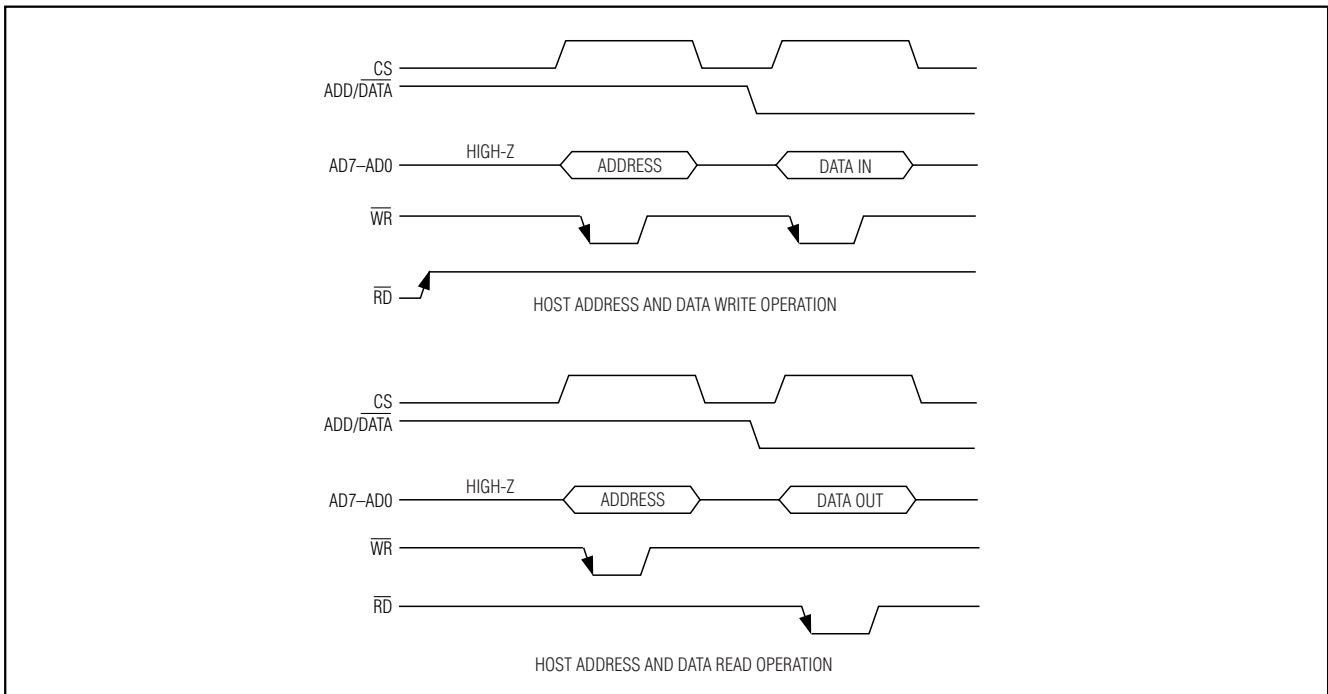 CS
ADD/DATA
HIGH-Z
AD7–AD0
ADDRESS
DATA IN
WR
RD
HOST ADDRESS AND DATA WRITE OPERATION
CS
ADD/DATA
HIGH-Z
AD7–AD0
ADDRESS
DATA OUT
WR
RD
HOST ADDRESS AND DATA READ OPERATION